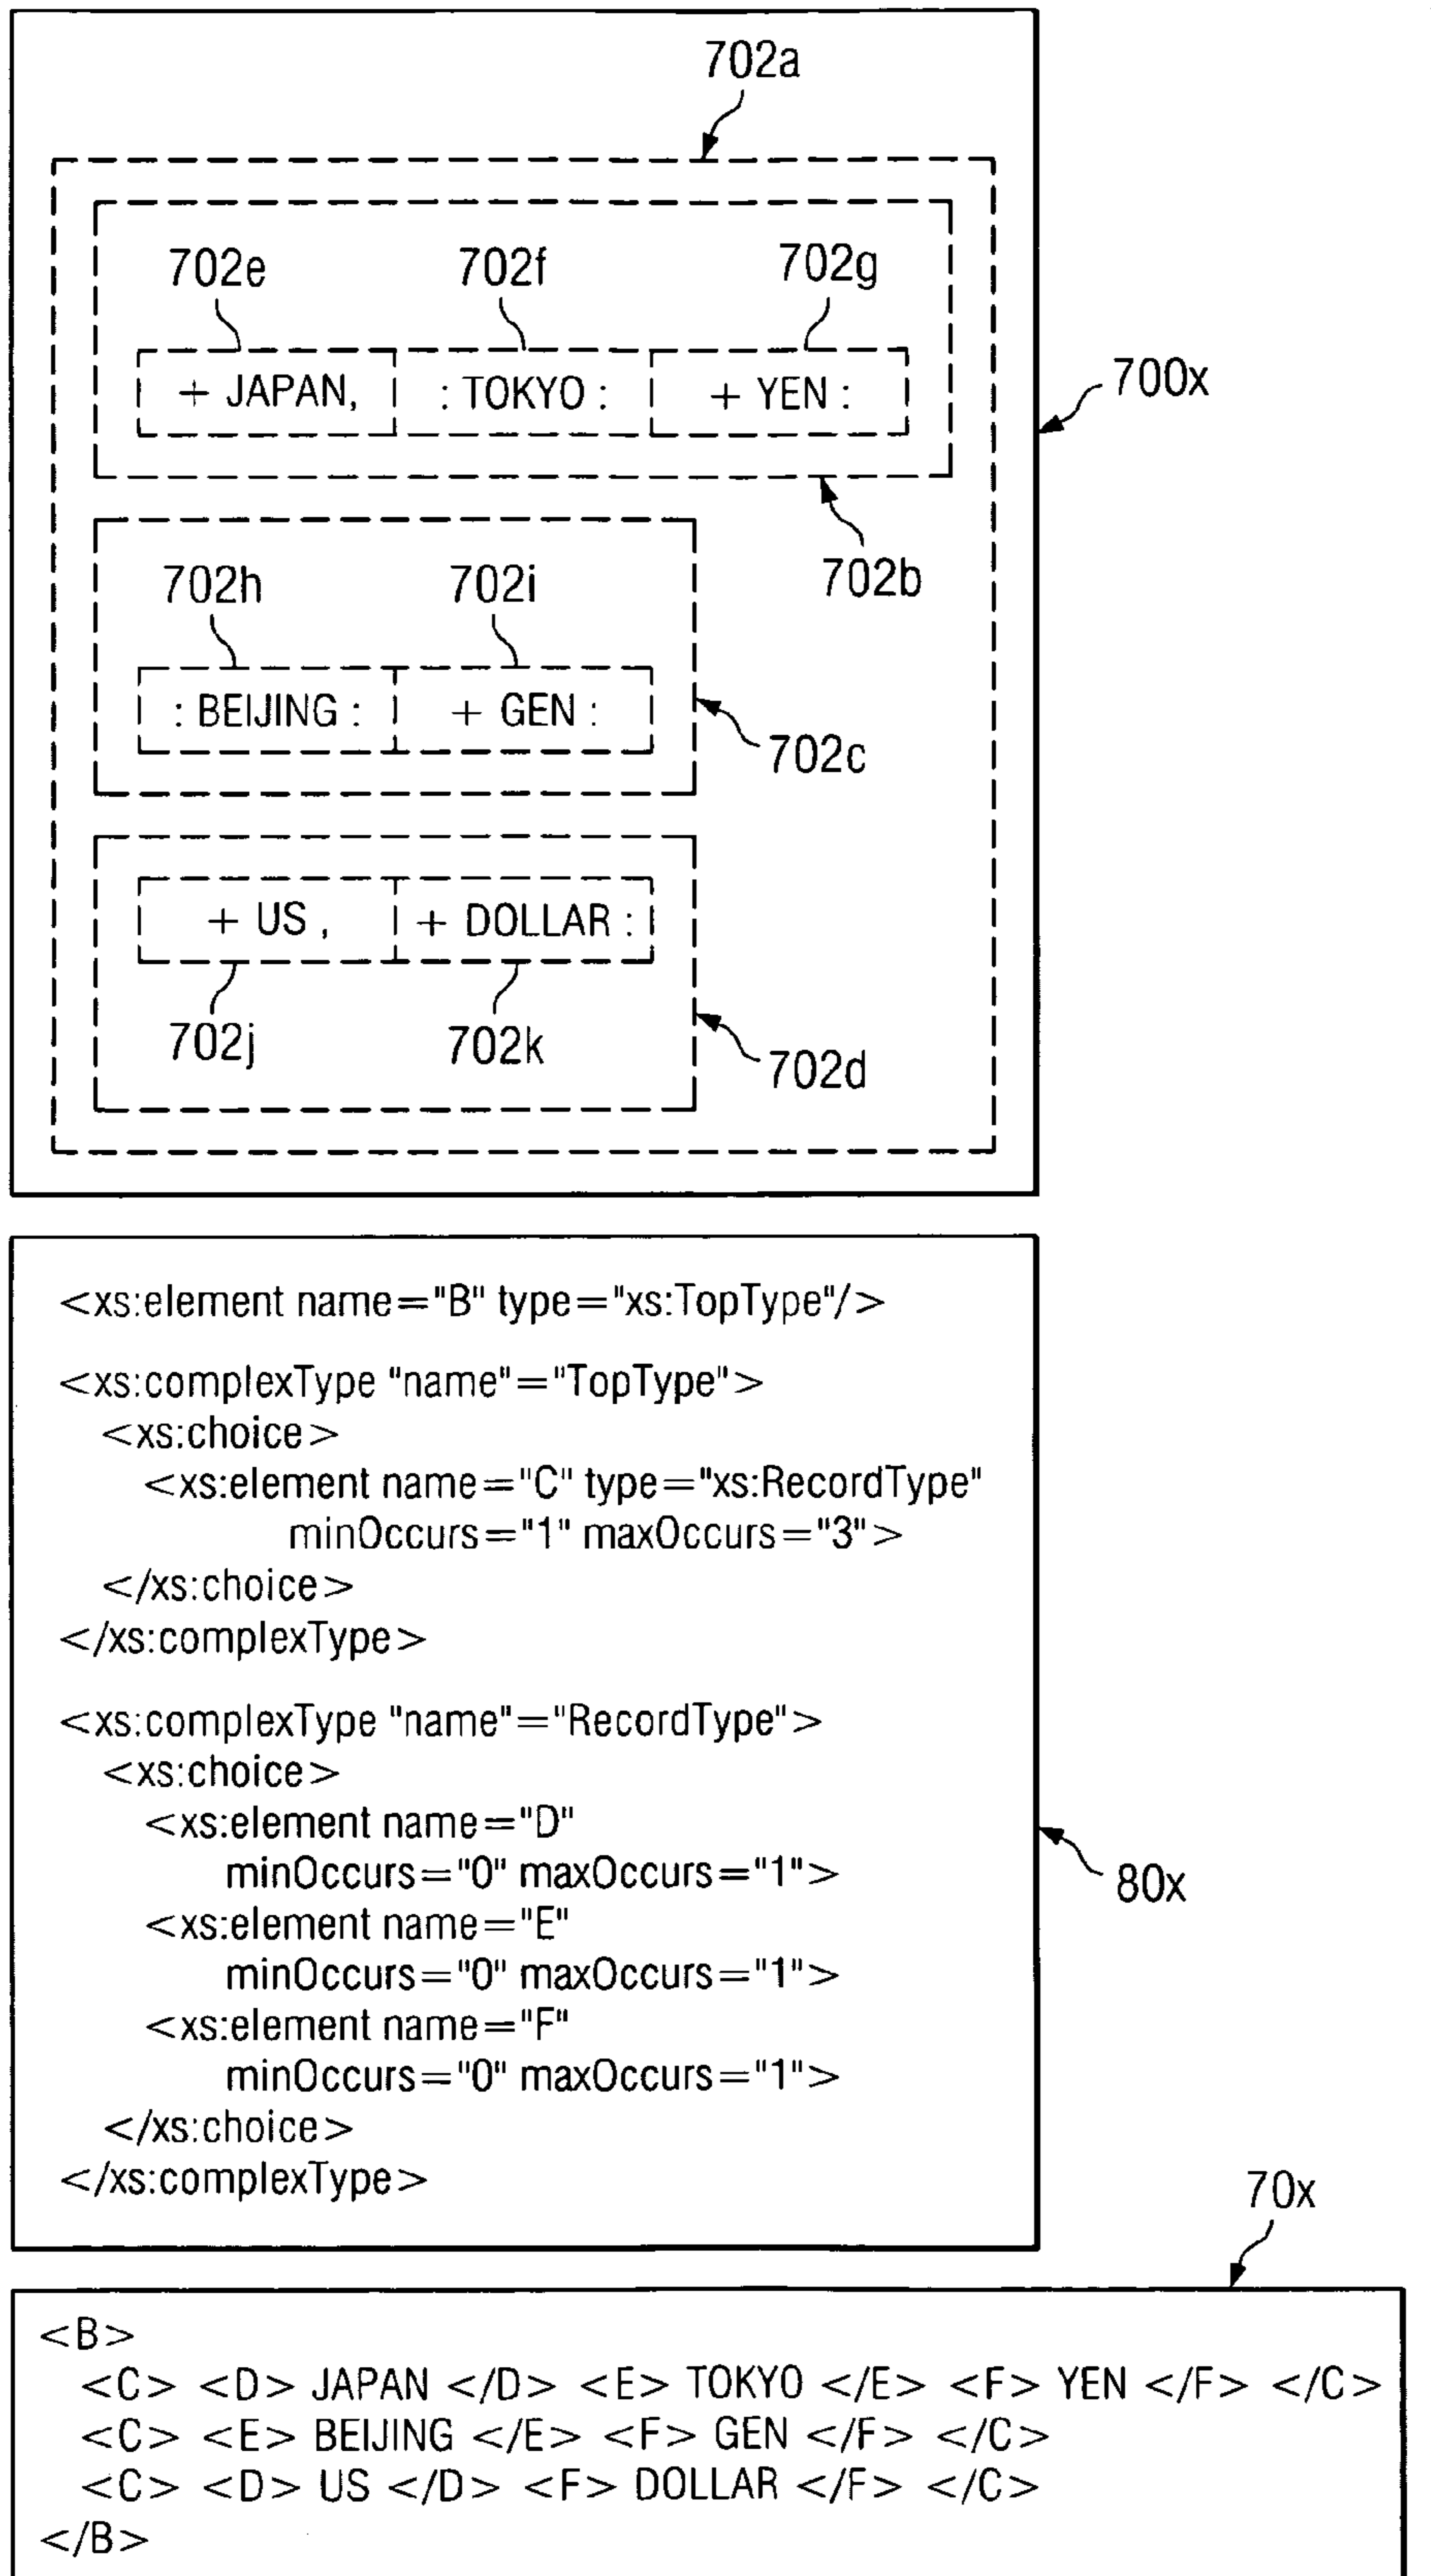 702a
702e 702f 702g
+ JAPAN, : TOKYO : + YEN :
700x
702b
702h 702i
: BEIJING : + GEN :
702c
+ US , + DOLLAR :
702j 702k
702d
<xs:element name="B" type="xs:TopType"/>
<xs:complexType "name"="TopType">
<xs:choice>
<xs:element name="C" type="xs:RecordType"
minOccurs="1" maxOccurs="3">
</xs:choice>
</xs:complexType>
<xs:complexType "name"="RecordType">
<xs:choice>
<xs:element name="D"
minOccurs="0" maxOccurs="1">
<xs:element name="E"
minOccurs="0" maxOccurs="1">
<xs:element name="F"
minOccurs="0" maxOccurs="1">
</xs:choice>
</xs:complexType>
80x
70x
<B>
<C> <D> JAPAN </D> <E> TOKYO </E> <F> YEN </F> </C>
<C> <E> BEIJING </E> <F> GEN </F> </C>
<C> <D> US </D> <F> DOLLAR </F> </C>
</B>